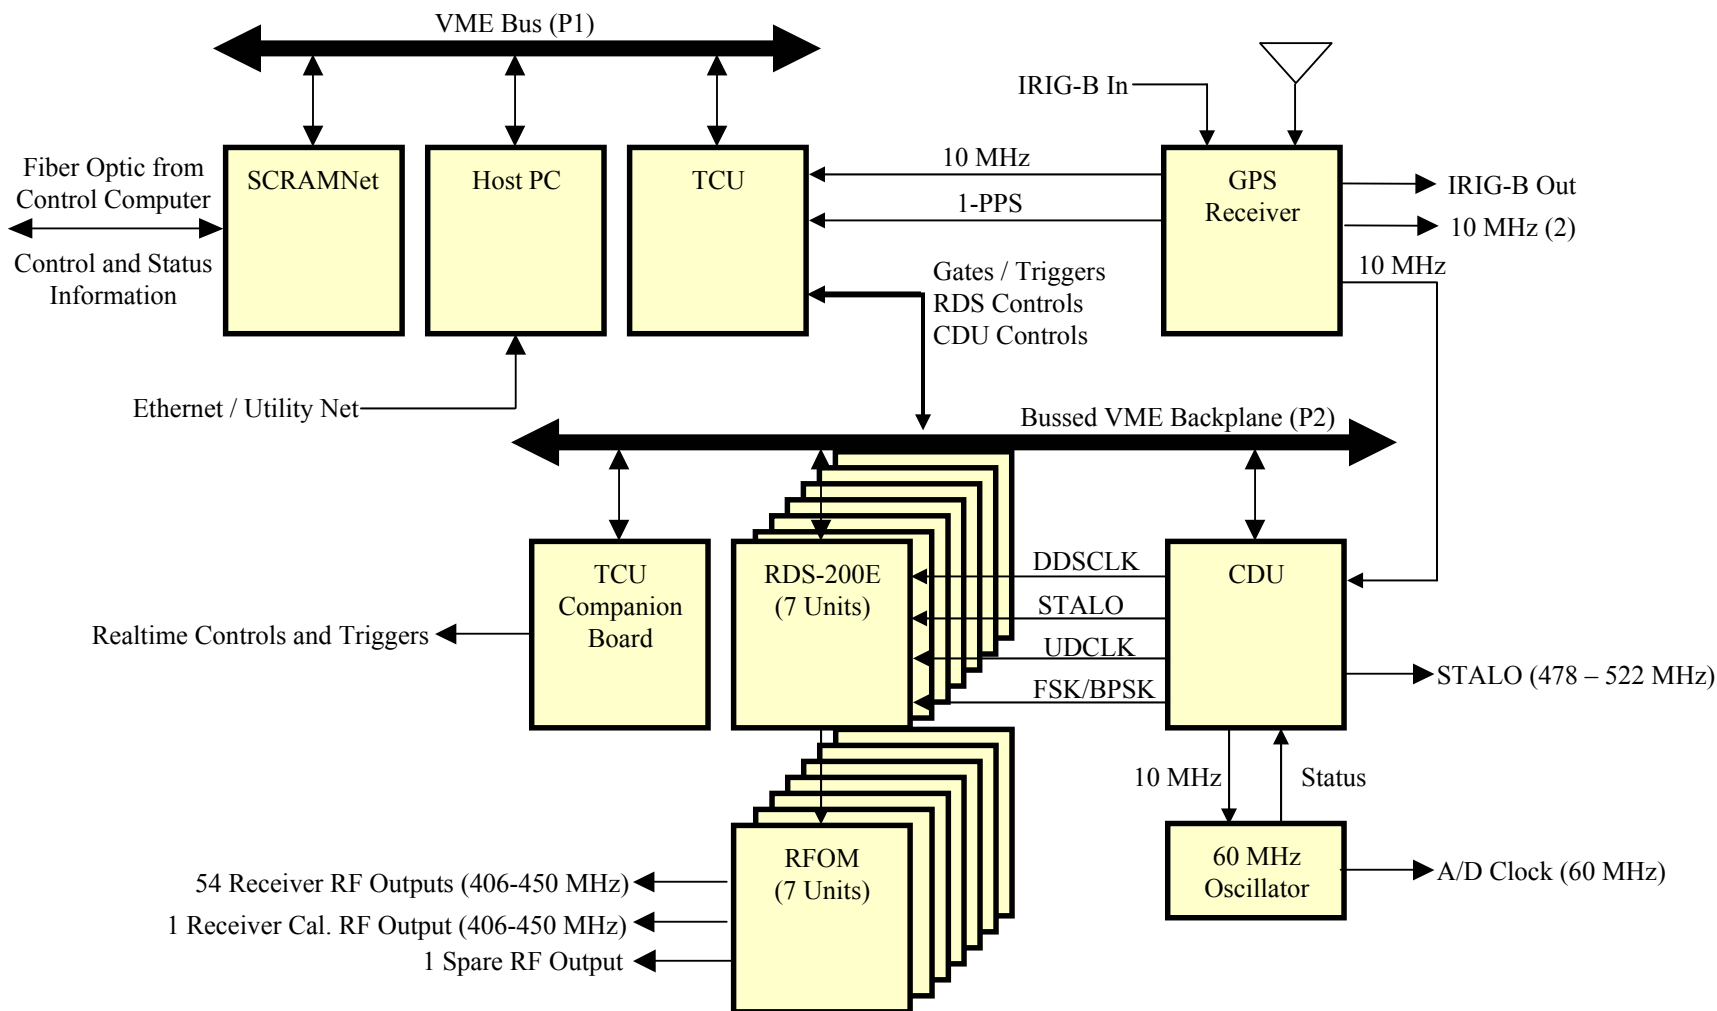 VME Bus (P1)
IRIG-B In
Fiber Optic from
Control Computer
Control and Status
Information
SCRAMNet
Host PC
TCU
10 MHz
1-PPS
GPS
Receiver
IRIG-B Out
10 MHz (2)
10 MHz
Gates / Triggers
RDS Controls
CDU Controls
Ethernet / Utility Net
Bussed VME Backplane (P2)
TCU
Companion
Board
RDS-200E
(7 Units)
DDSCLK
STALO
UDCLK
FSK/BPSK
CDU
Realtime Controls and Triggers
STALO (478 – 522 MHz)
10 MHz
Status
RFOM
(7 Units)
60 MHz
Oscillator
A/D Clock (60 MHz)
54 Receiver RF Outputs (406-450 MHz)
1 Receiver Cal. RF Output (406-450 MHz)
1 Spare RF Output